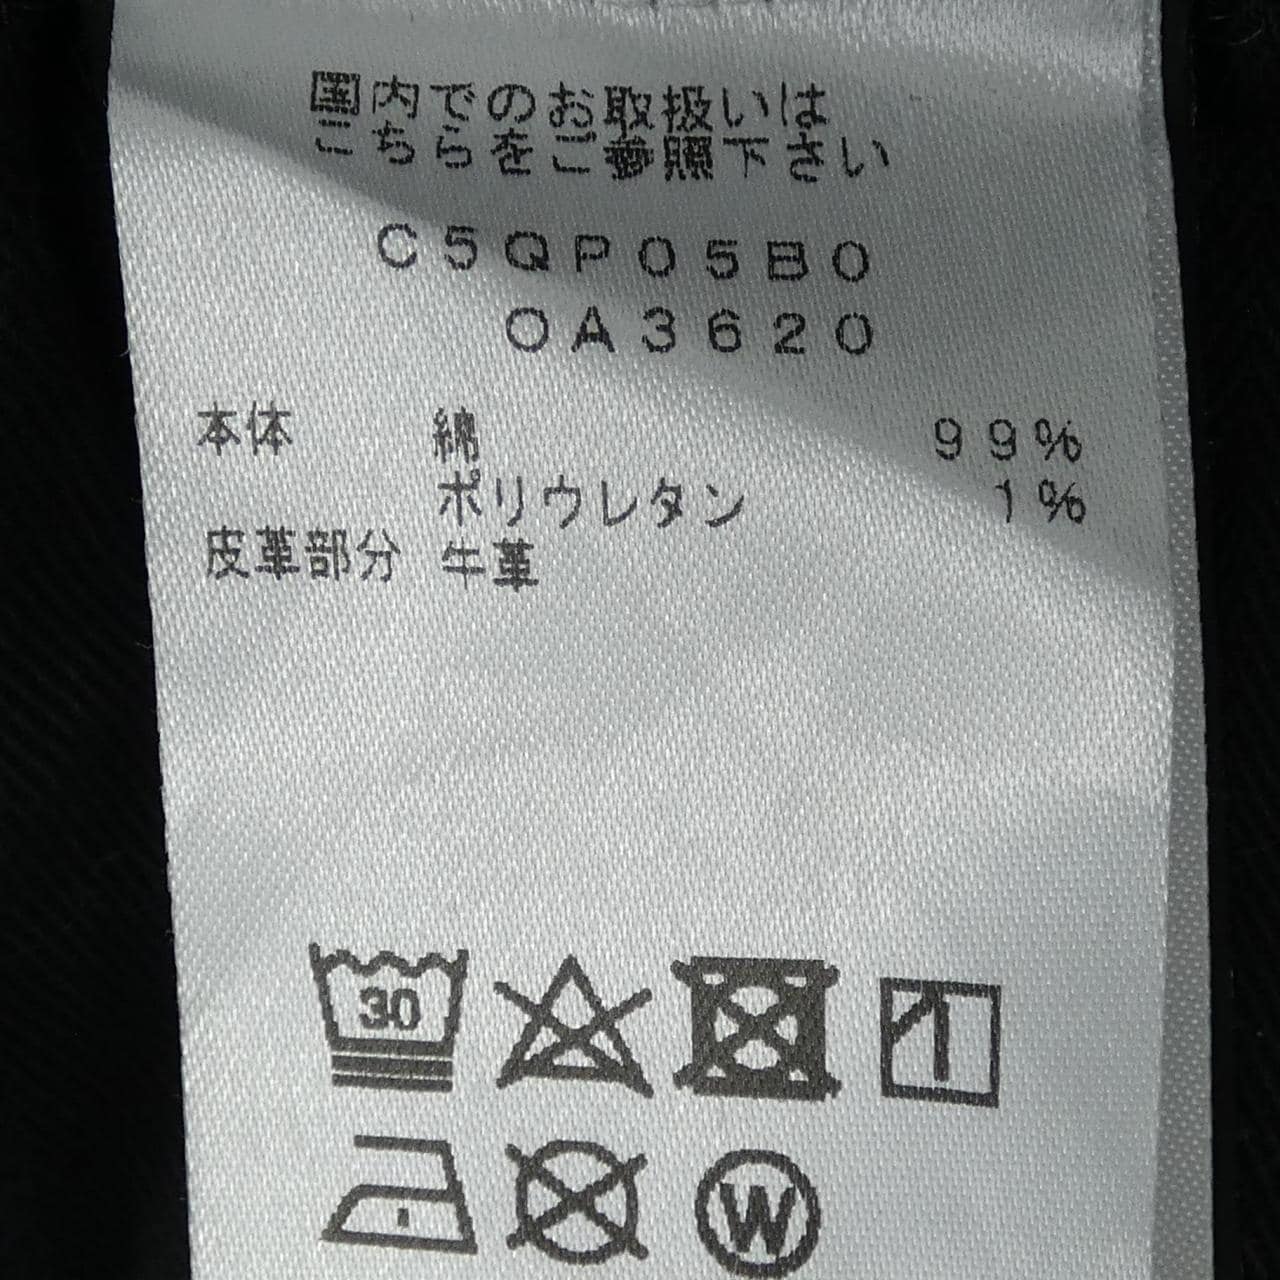 国内でのお取扱いは
こちらをご参照下さい
C5QP05B0
OA3620
本体 綿 99%
ポリウレタン 1%
皮革部分 牛革
30
W